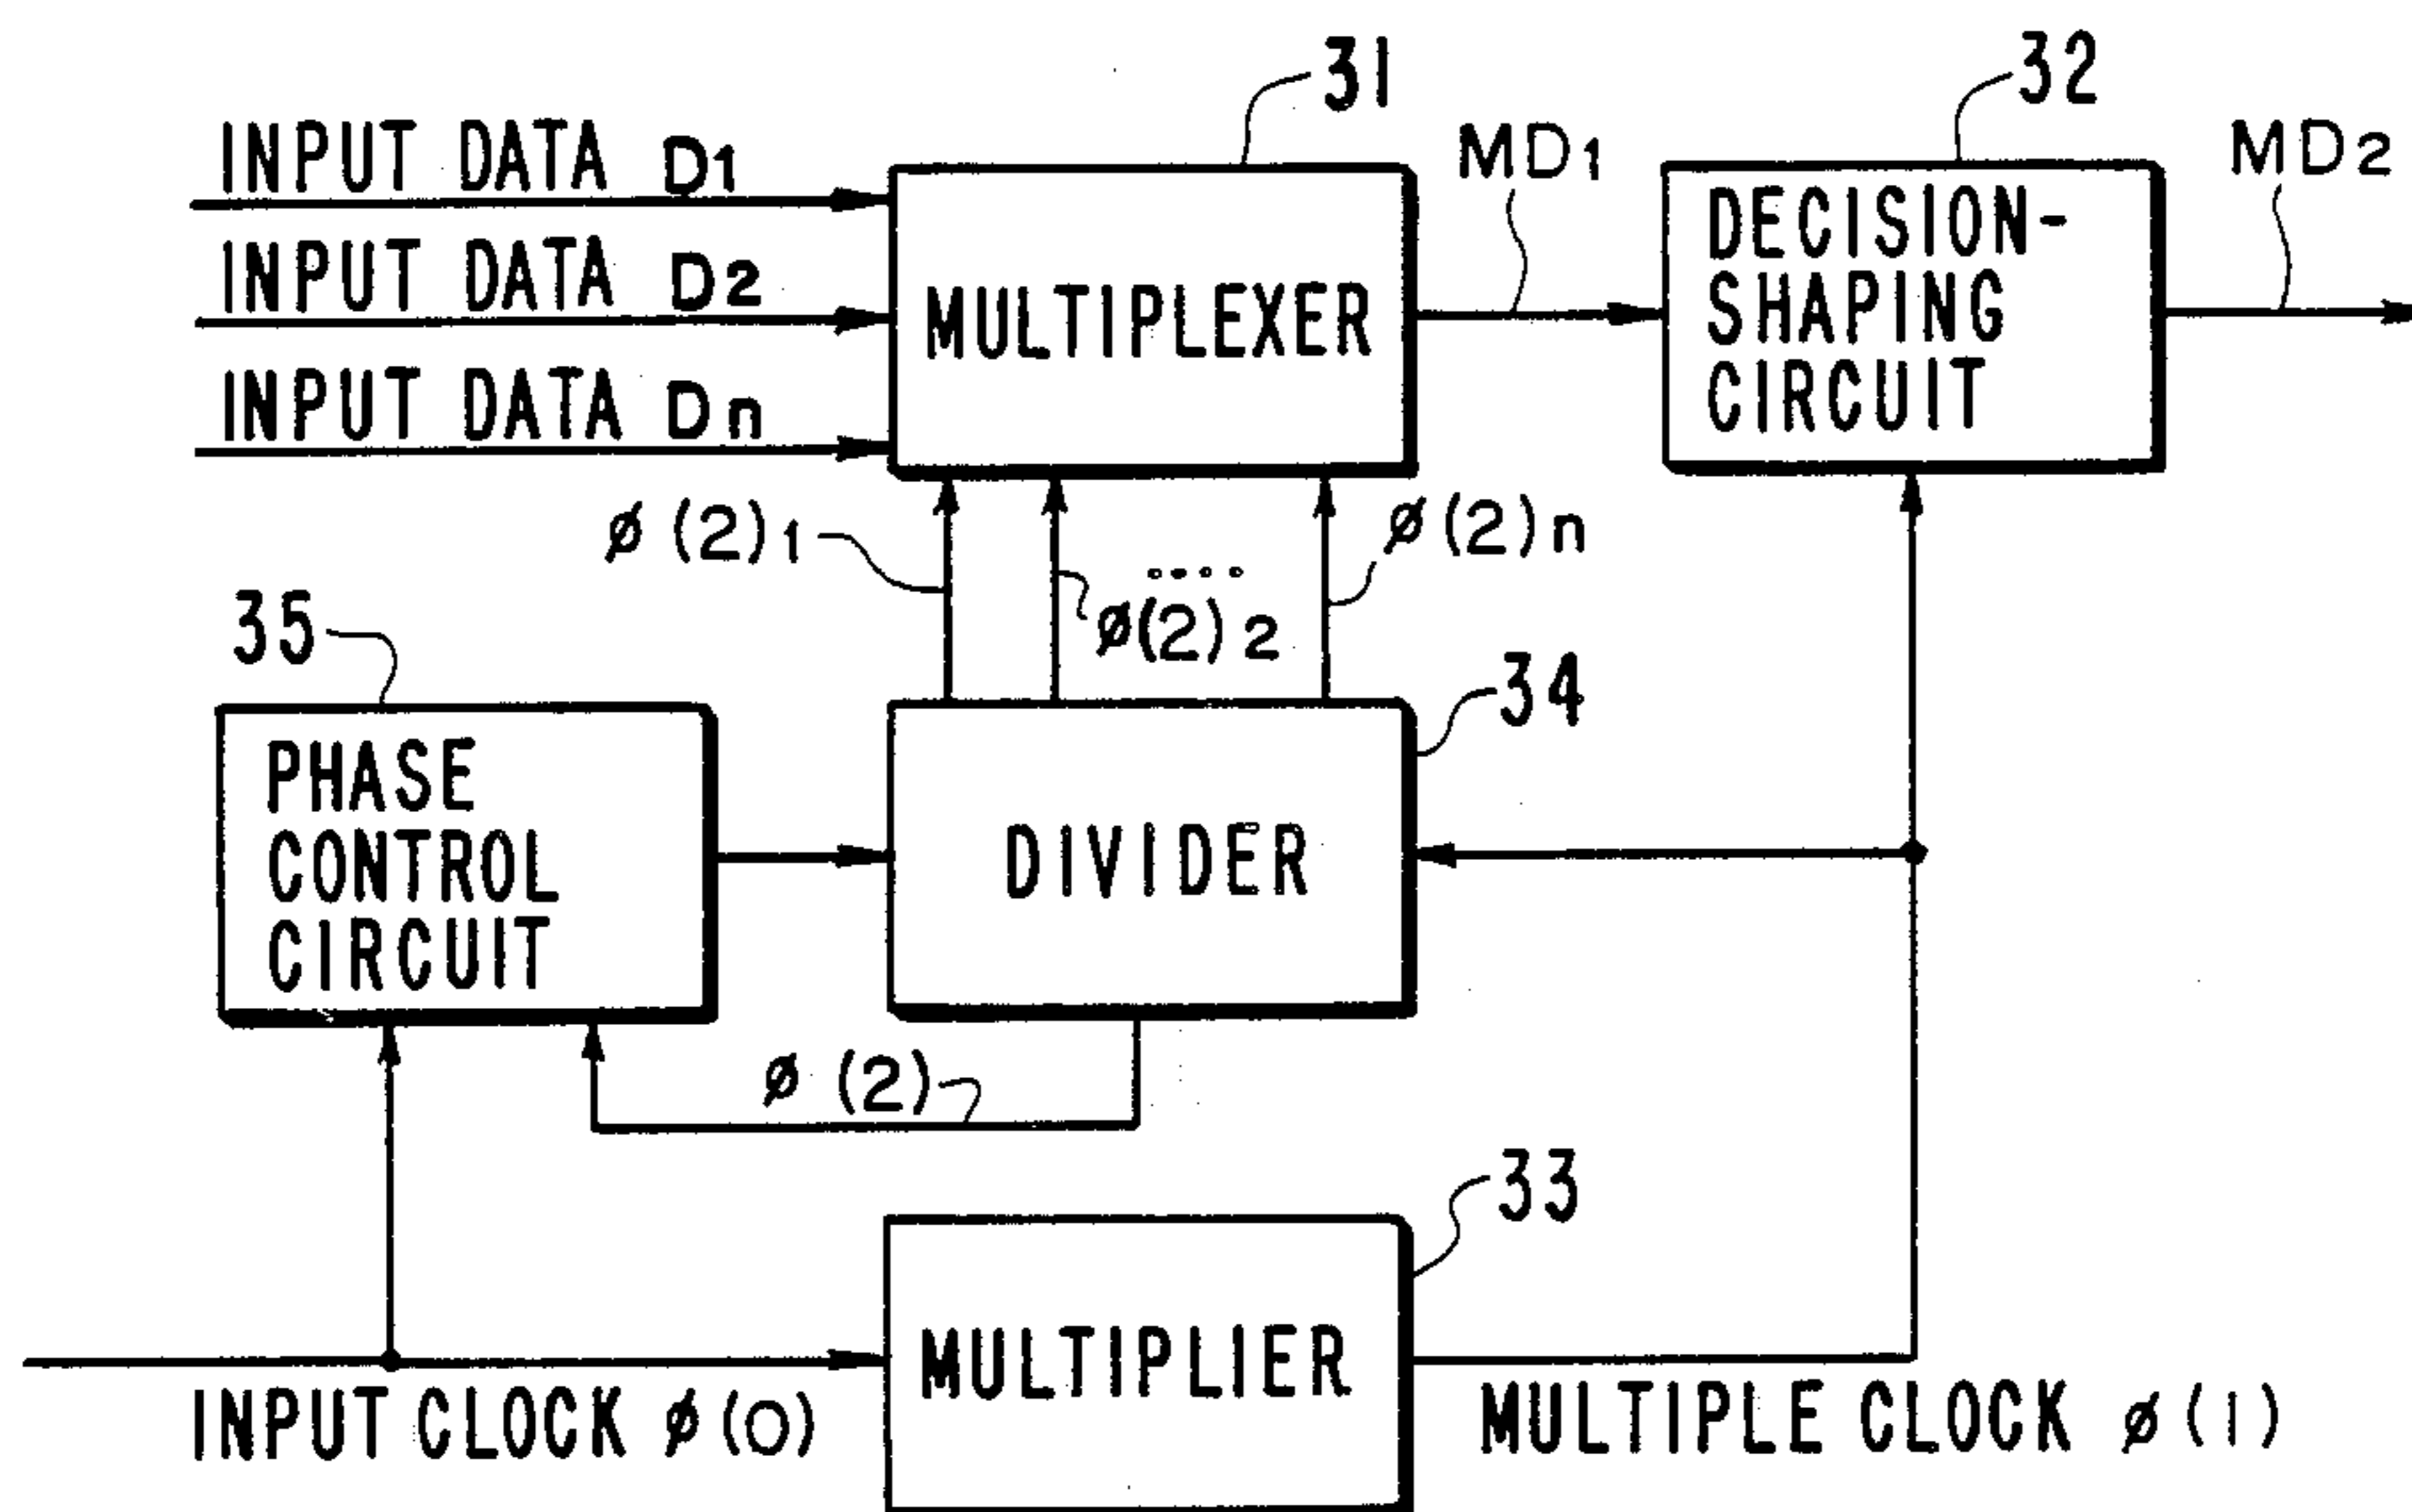 31
32
INPUT DATA D1
MD1
MD2
INPUT DATA D2
INPUT DATA Dn
MULTIPLEXER
DECISION-
SHAPING
CIRCUIT
ø(2)1
ø(2)2
....
ø(2)n
35
34
PHASE
CONTROL
CIRCUIT
DIVIDER
ø(2)
33
MULTIPLIER
INPUT CLOCK ø(0)
MULTIPLE CLOCK ø(1)